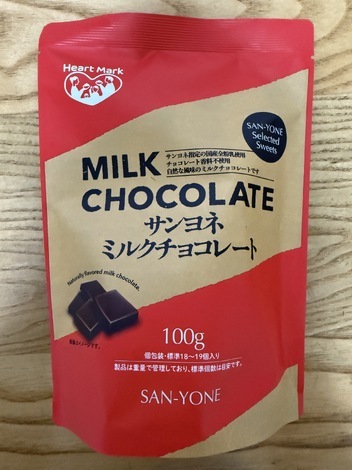 Heart Mark
SAN-YONE
Selected
Sweets
サンヨネ指定の国産全粉乳使用
チョコレート香料不使用
自然な風味のミルクチョコレートです
MILK
CHOCOLATE
サンヨネ
ミルクチョコレート
Naturally flavored milk chocolate.
100g
個包装・標準18〜19個入り
製品は重量で管理しており、標準個数は目安です。
SAN-YONE